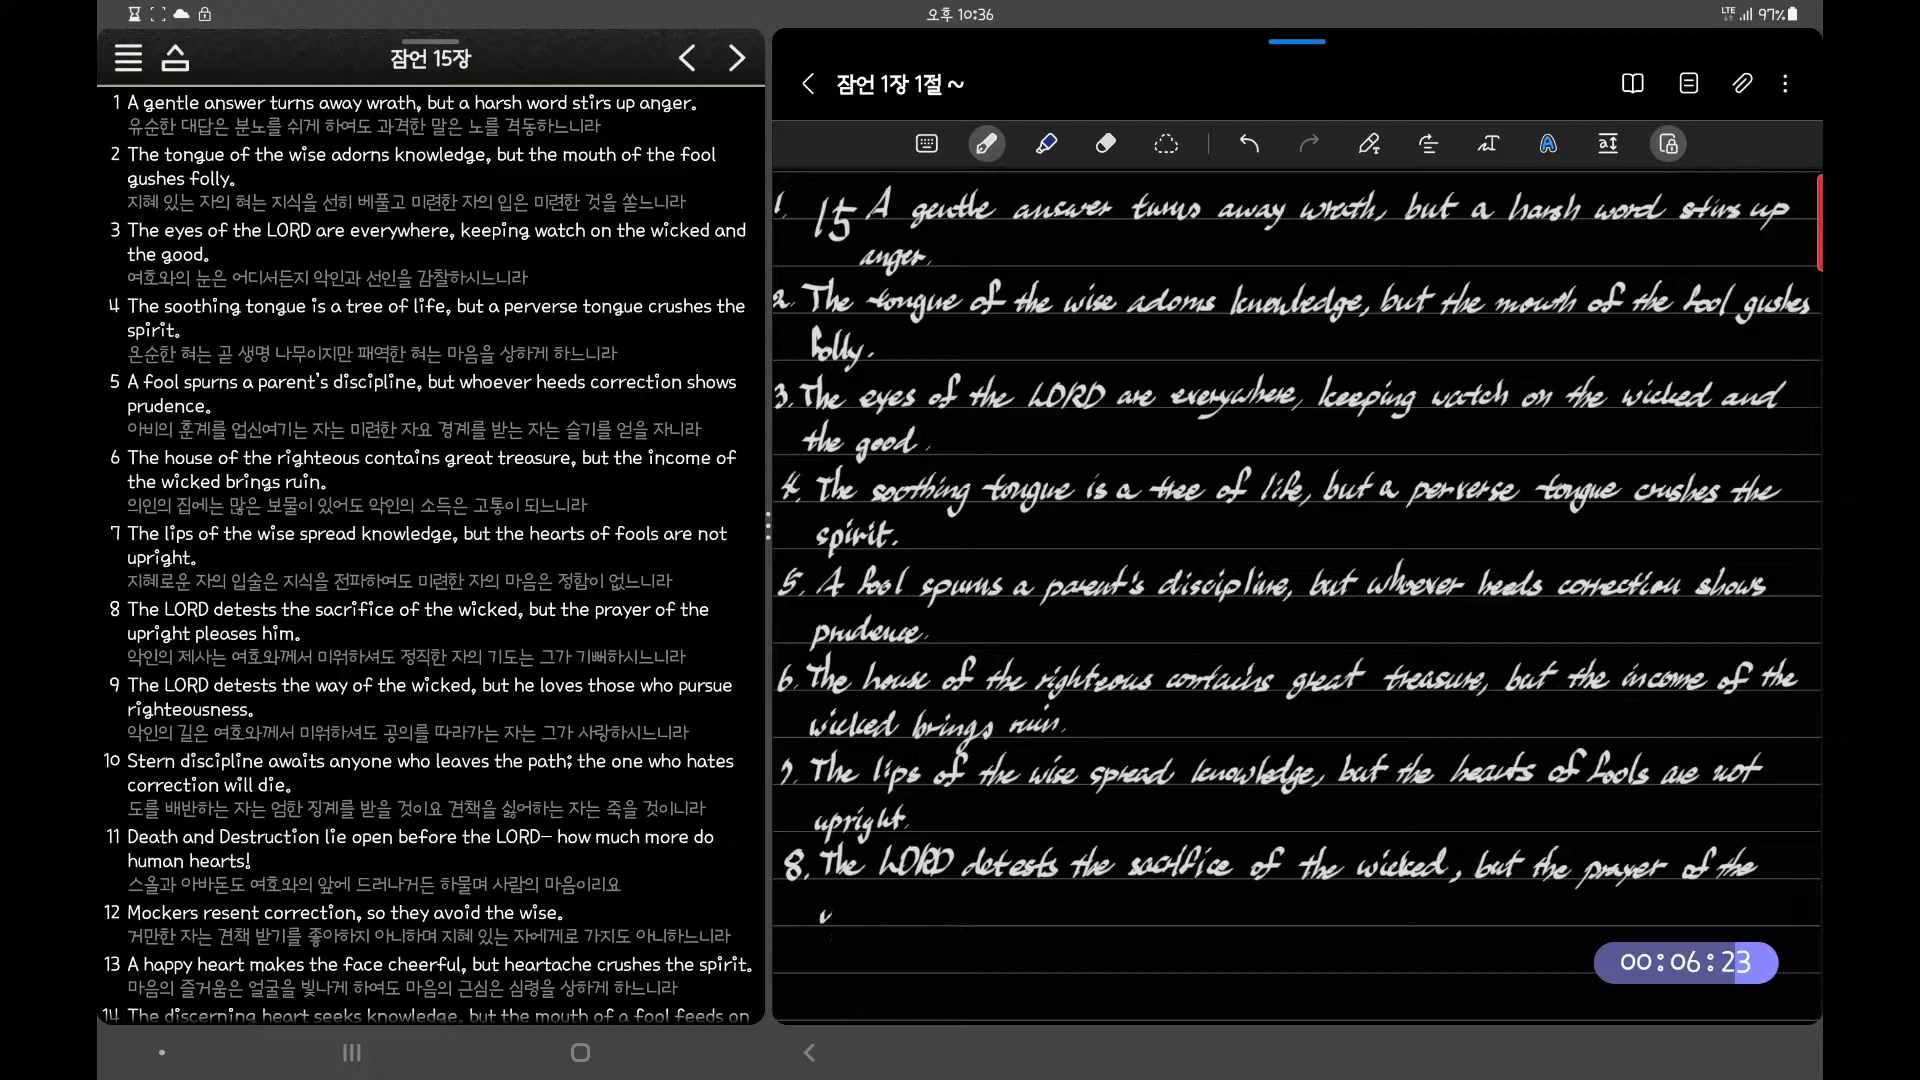 오후 10:36
LTE 97%
잠언 15장
1 A gentle answer turns away wrath, but a harsh word stirs up anger.
유순한 대답은 분노를 쉬게 하여도 과격한 말은 노를 격동하느니라
2 The tongue of the wise adorns knowledge, but the mouth of the fool
gushes folly.
지혜 있는 자의 혀는 지식을 선히 베풀고 미련한 자의 입은 미련한 것을 쏟느니라
3 The eyes of the LORD are everywhere, keeping watch on the wicked and
the good.
여호와의 눈은 어디서든지 악인과 선인을 감찰하시느니라
4 The soothing tongue is a tree of life, but a perverse tongue crushes the
spirit.
온순한 혀는 곧 생명 나무이지만 패역한 혀는 마음을 상하게 하느니라
5 A fool spurns a parent's discipline, but whoever heeds correction shows
prudence.
아비의 훈계를 업신여기는 자는 미련한 자요 경계를 받는 자는 슬기를 얻을 자니라
6 The house of the righteous contains great treasure, but the income of
the wicked brings ruin.
의인의 집에는 많은 보물이 있어도 악인의 소득은 고통이 되느니라
7 The lips of the wise spread knowledge, but the hearts of fools are not
upright.
지혜로운 자의 입술은 지식을 전파하여도 미련한 자의 마음은 정함이 없느니라
8 The LORD detests the sacrifice of the wicked, but the prayer of the
upright pleases him.
악인의 제사는 여호와께서 미워하셔도 정직한 자의 기도는 그가 기뻐하시느니라
9 The LORD detests the way of the wicked, but he loves those who pursue
righteousness.
악인의 길은 여호와께서 미워하셔도 공의를 따라가는 자는 그가 사랑하시느니라
10 Stern discipline awaits anyone who leaves the path; the one who hates
correction will die.
도를 배반하는 자는 엄한 징계를 받을 것이요 견책을 싫어하는 자는 죽을 것이니라
11 Death and Destruction lie open before the LORD— how much more do
human hearts!
스올과 아바돈도 여호와의 앞에 드러나거든 하물며 사람의 마음이리요
12 Mockers resent correction, so they avoid the wise.
거만한 자는 견책 받기를 좋아하지 아니하며 지혜 있는 자에게로 가지도 아니하느니라
13 A happy heart makes the face cheerful, but heartache crushes the spirit.
마음의 즐거움은 얼굴을 빛나게 하여도 마음의 근심은 심령을 상하게 하느니라
14 The discerning heart seeks knowledge, but the mouth of a fool feeds on
잠언 1장 1절 ~
1. 15 A gentle answer turns away wrath, but a harsh word stirs up
anger.
2. The tongue of the wise adorns knowledge, but the mouth of the fool gushes
folly.
3. The eyes of the LORD are everywhere, keeping watch on the wicked and
the good.
4. The soothing tongue is a tree of life, but a perverse tongue crushes the
spirit.
5. A fool spurns a parent's discipline, but whoever heeds correction shows
prudence.
6. The house of the righteous contains great treasure, but the income of the
wicked brings ruin.
7. The lips of the wise spread knowledge, but the hearts of fools are not
upright.
8. The LORD detests the sacrifice of the wicked, but the prayer of the
u
00:06:23